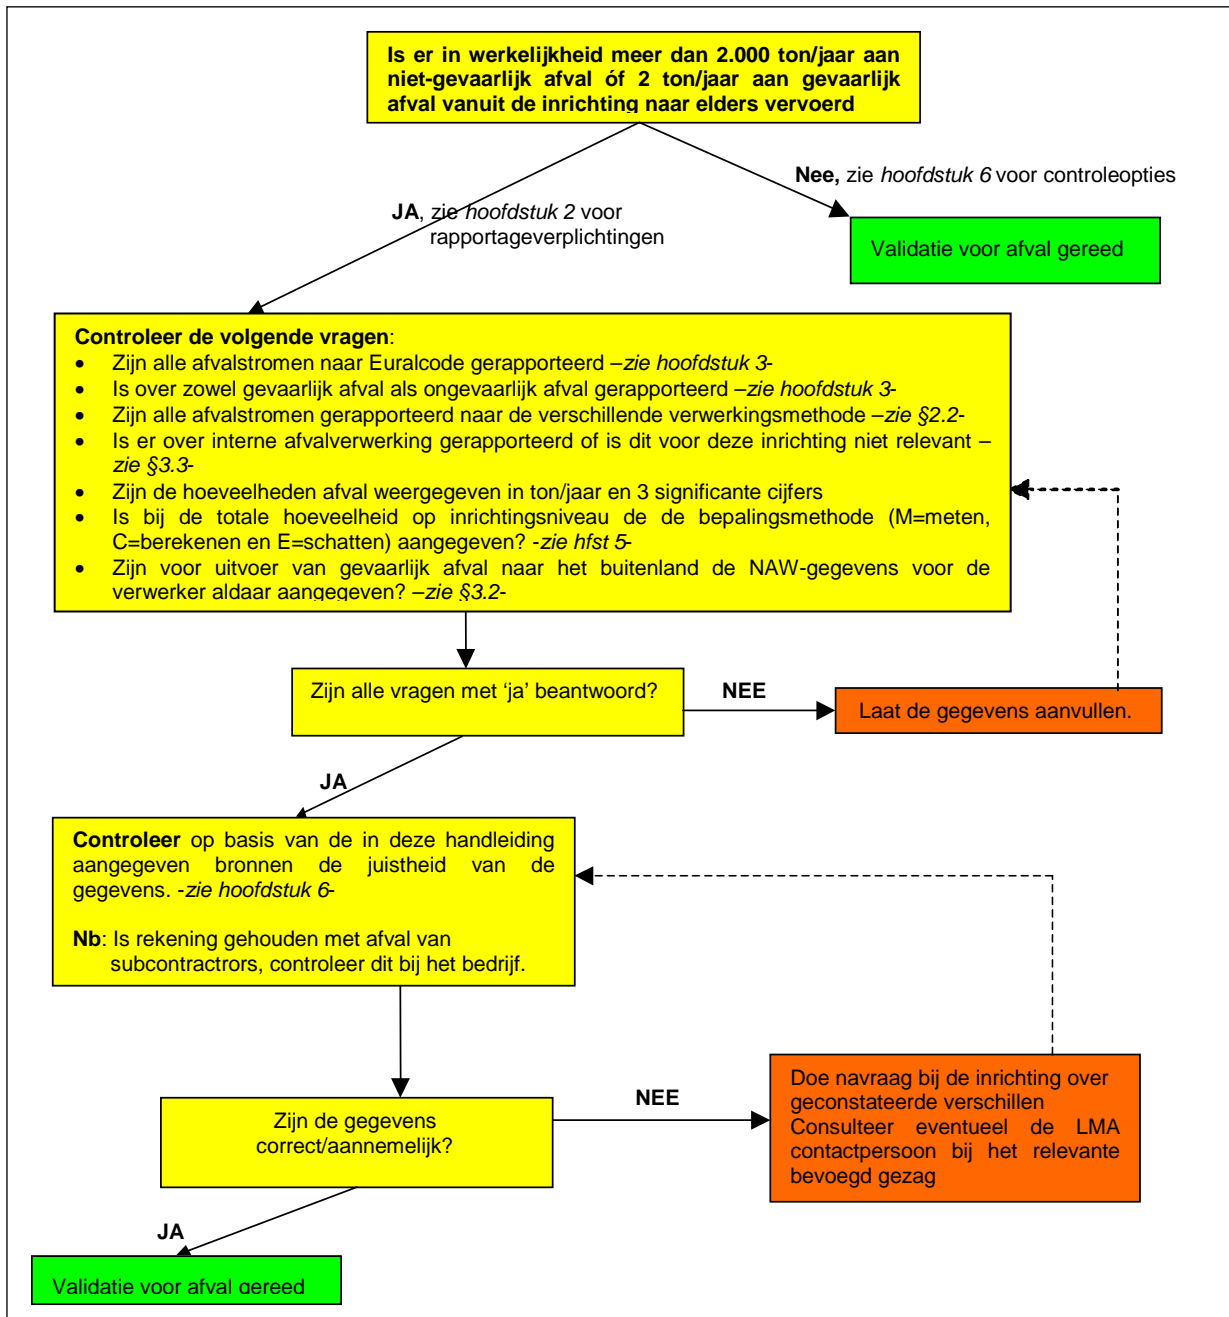 Is er in werkelijkheid meer dan 2.000 ton/jaar aan
niet-gevaarlijk afval óf 2 ton/jaar aan gevaarlijk
afval vanuit de inrichting naar elders vervoerd
Nee, zie hoofdstuk 6 voor controleopties
JA, zie hoofdstuk 2 voor
rapportageverplichtingen
Validatie voor afval gereed
Controleer de volgende vragen:
• Zijn alle afvalstromen naar Euralcode gerapporteerd –zie hoofdstuk 3-
• Is over zowel gevaarlijk afval als ongevaarlijk afval gerapporteerd –zie hoofdstuk 3-
• Zijn alle afvalstromen gerapporteerd naar de verschillende verwerkingsmethode –zie §2.2-
• Is er over interne afvalverwerking gerapporteerd of is dit voor deze inrichting niet relevant –
zie §3.3-
• Zijn de hoeveelheden afval weergegeven in ton/jaar en 3 significante cijfers
• Is bij de totale hoeveelheid op inrichtingsniveau de de bepalingsmethode (M=meten,
C=berekenen en E=schatten) aangegeven? -zie hfst 5-
• Zijn voor uitvoer van gevaarlijk afval naar het buitenland de NAW-gegevens voor de
verwerker aldaar aangegeven? –zie §3.2-
Zijn alle vragen met ‘ja’ beantwoord?
NEE
Laat de gegevens aanvullen.
JA
Controleer op basis van de in deze handleiding
aangegeven bronnen de juistheid van de
gegevens. -zie hoofdstuk 6-
Nb: Is rekening gehouden met afval van
subcontractrors, controleer dit bij het bedrijf.
Zijn de gegevens
correct/aannemelijk?
NEE
Doe navraag bij de inrichting over
geconstateerde verschillen
Consulteer eventueel de LMA
contactpersoon bij het relevante
bevoegd gezag
JA
Validatie voor afval gereed